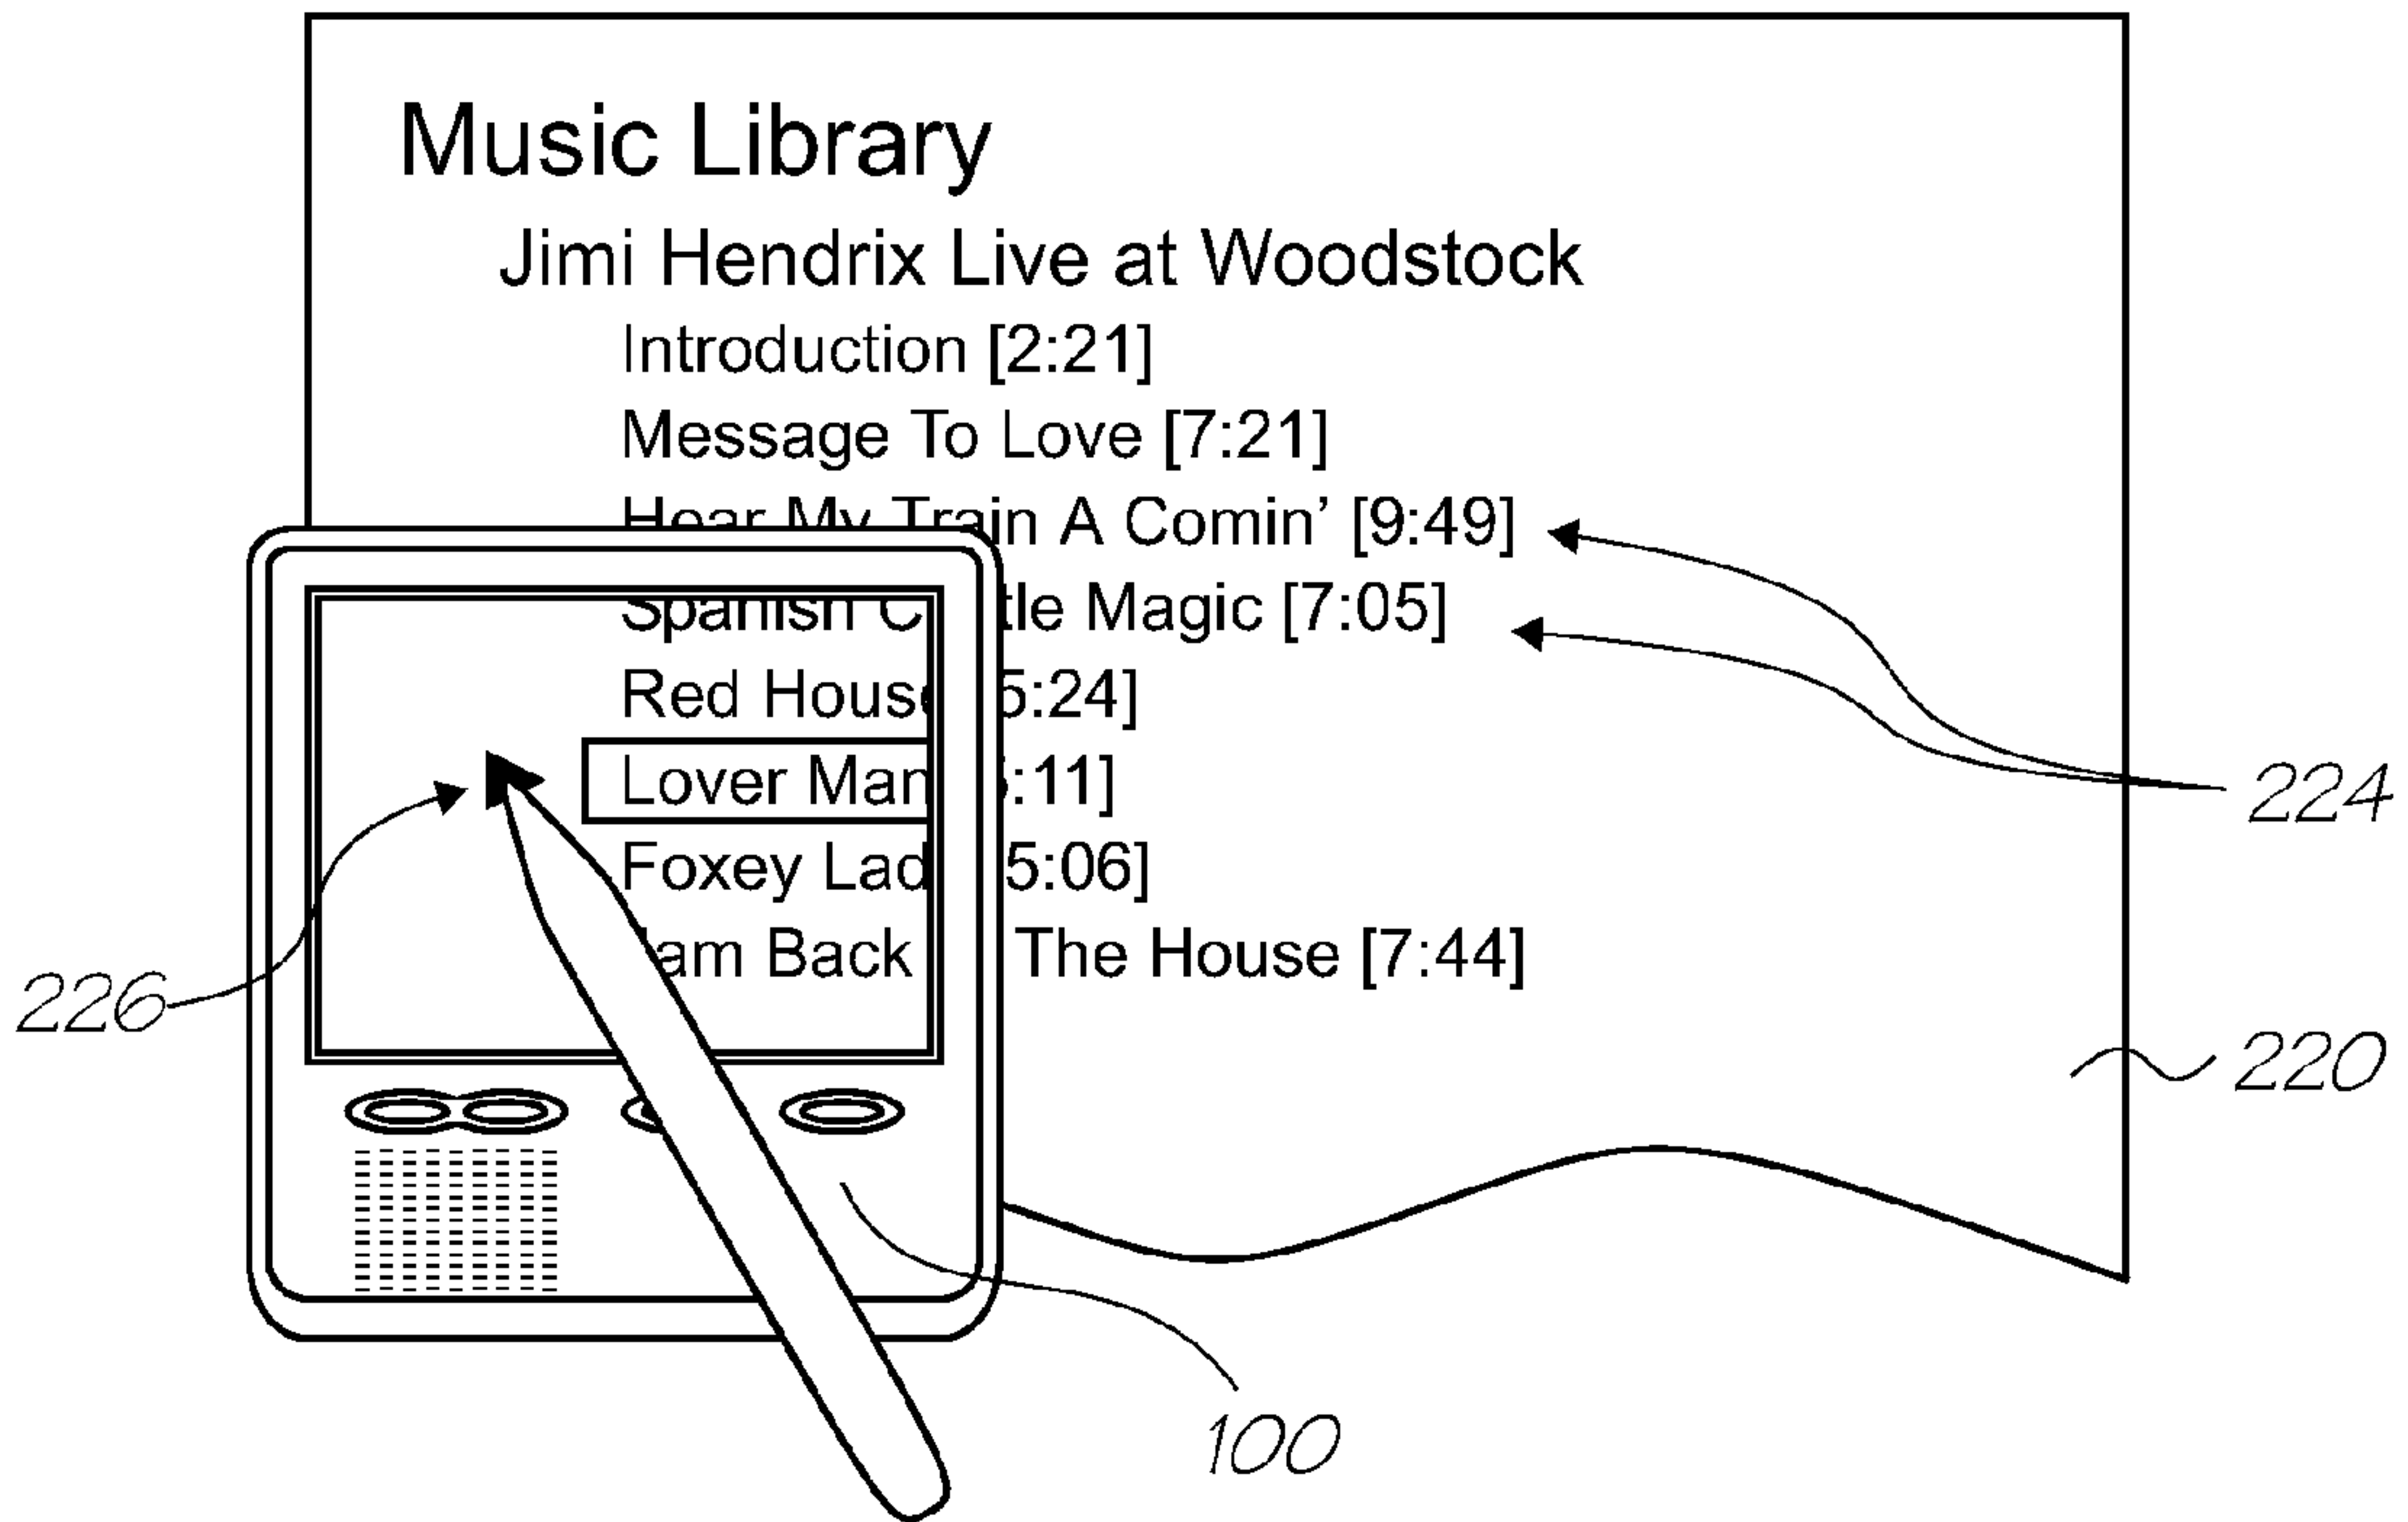 Music Library
Jimi Hendrix Live at Woodstock
Introduction [2:21]
Message To Love [7:21]
Hear My Train A Comin’ [9:49]
Spanish C tle Magic [7:05]
Red House 5:24]
Lover Man :11]
Foxey Lad 5:06]
am Back The House [7:44]
224
226
220
100